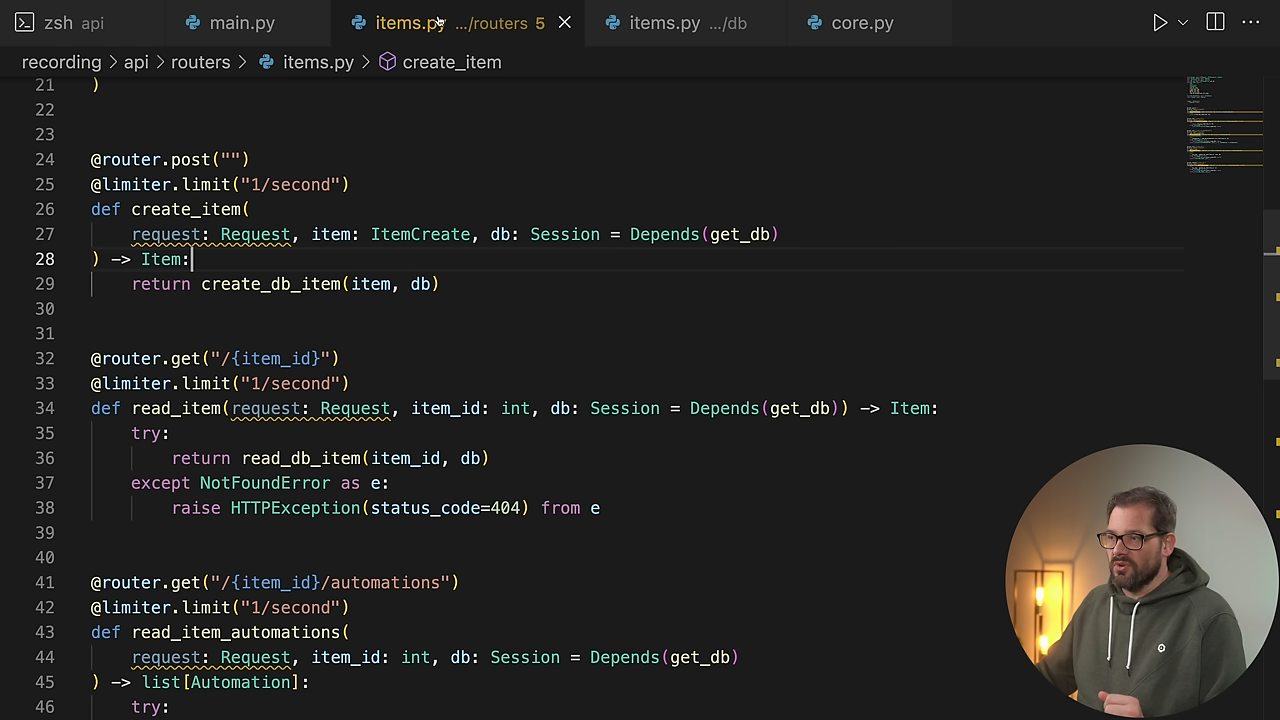 zsh api
main.py
items.py .../routers 5
items.py .../db
core.py
recording > api > routers > items.py > create_item
21 )
22
23
24 @router.post("")
25 @limiter.limit("1/second")
26 def create_item(
27 request: Request, item: ItemCreate, db: Session = Depends(get_db)
28 ) -> Item:
29 return create_db_item(item, db)
30
31
32 @router.get("/{item_id}")
33 @limiter.limit("1/second")
34 def read_item(request: Request, item_id: int, db: Session = Depends(get_db)) -> Item:
35 try:
36 return read_db_item(item_id, db)
37 except NotFoundError as e:
38 raise HTTPException(status_code=404) from e
39
40
41 @router.get("/{item_id}/automations")
42 @limiter.limit("1/second")
43 def read_item_automations(
44 request: Request, item_id: int, db: Session = Depends(get_db)
45 ) -> list[Automation]:
46 try: